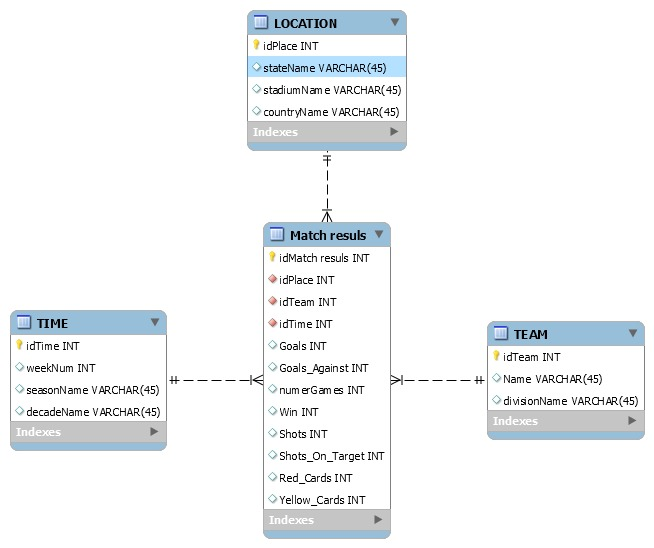 LOCATION
idPlace INT
stateName VARCHAR(45)
stadiumName VARCHAR(45)
countryName VARCHAR(45)
Indexes
Match resuls
idMatch resuls INT
idPlace INT
idTeam INT
idTime INT
Goals INT
Goals_Against INT
numerGames INT
Win INT
Shots INT
Shots_On_Target INT
Red_Cards INT
Yellow_Cards INT
Indexes
TIME
idTime INT
weekNum INT
seasonName VARCHAR(45)
decadeName VARCHAR(45)
Indexes
TEAM
idTeam INT
Name VARCHAR(45)
divisionName VARCHAR(45)
Indexes